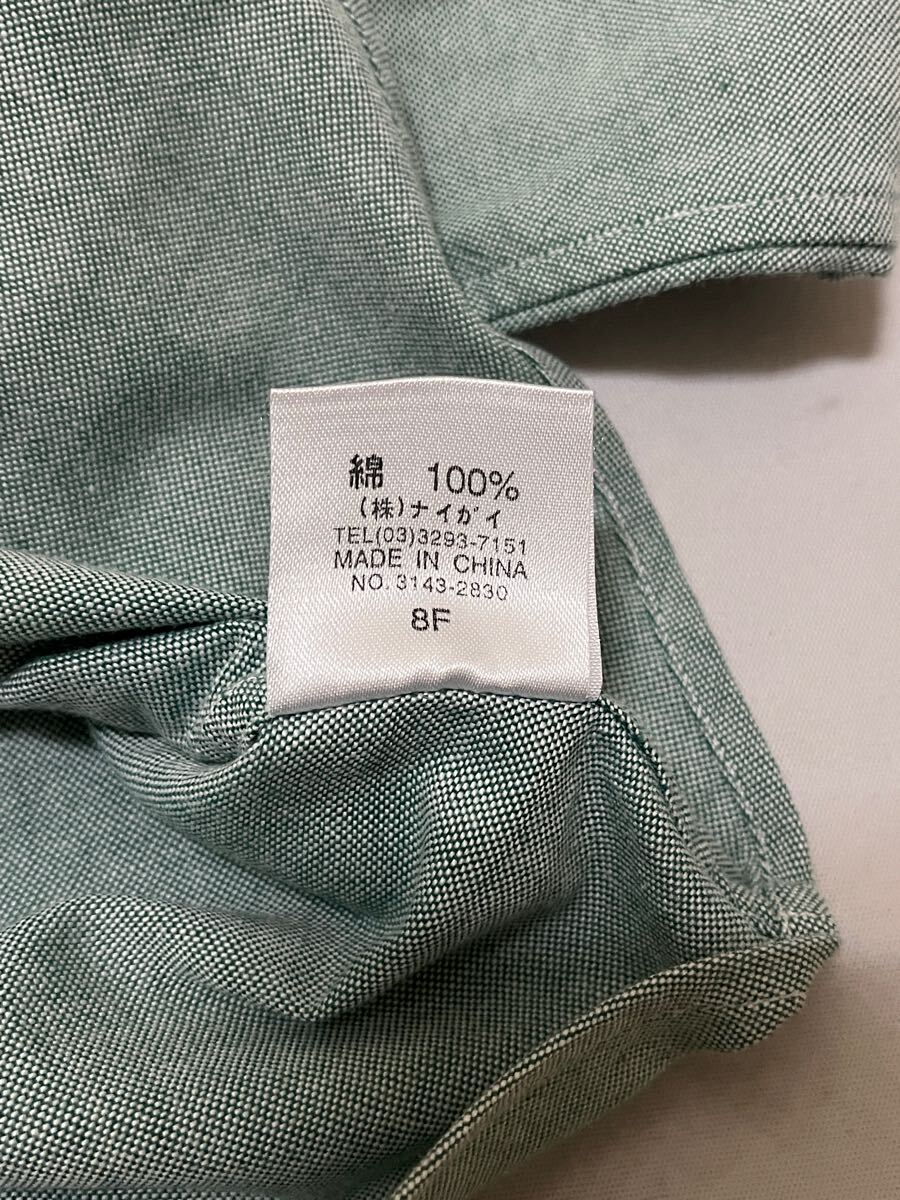 綿 100%
(株)ナイガイ
TEL(03)3293-7151
MADE IN CHINA
NO. 3143-2830
8F